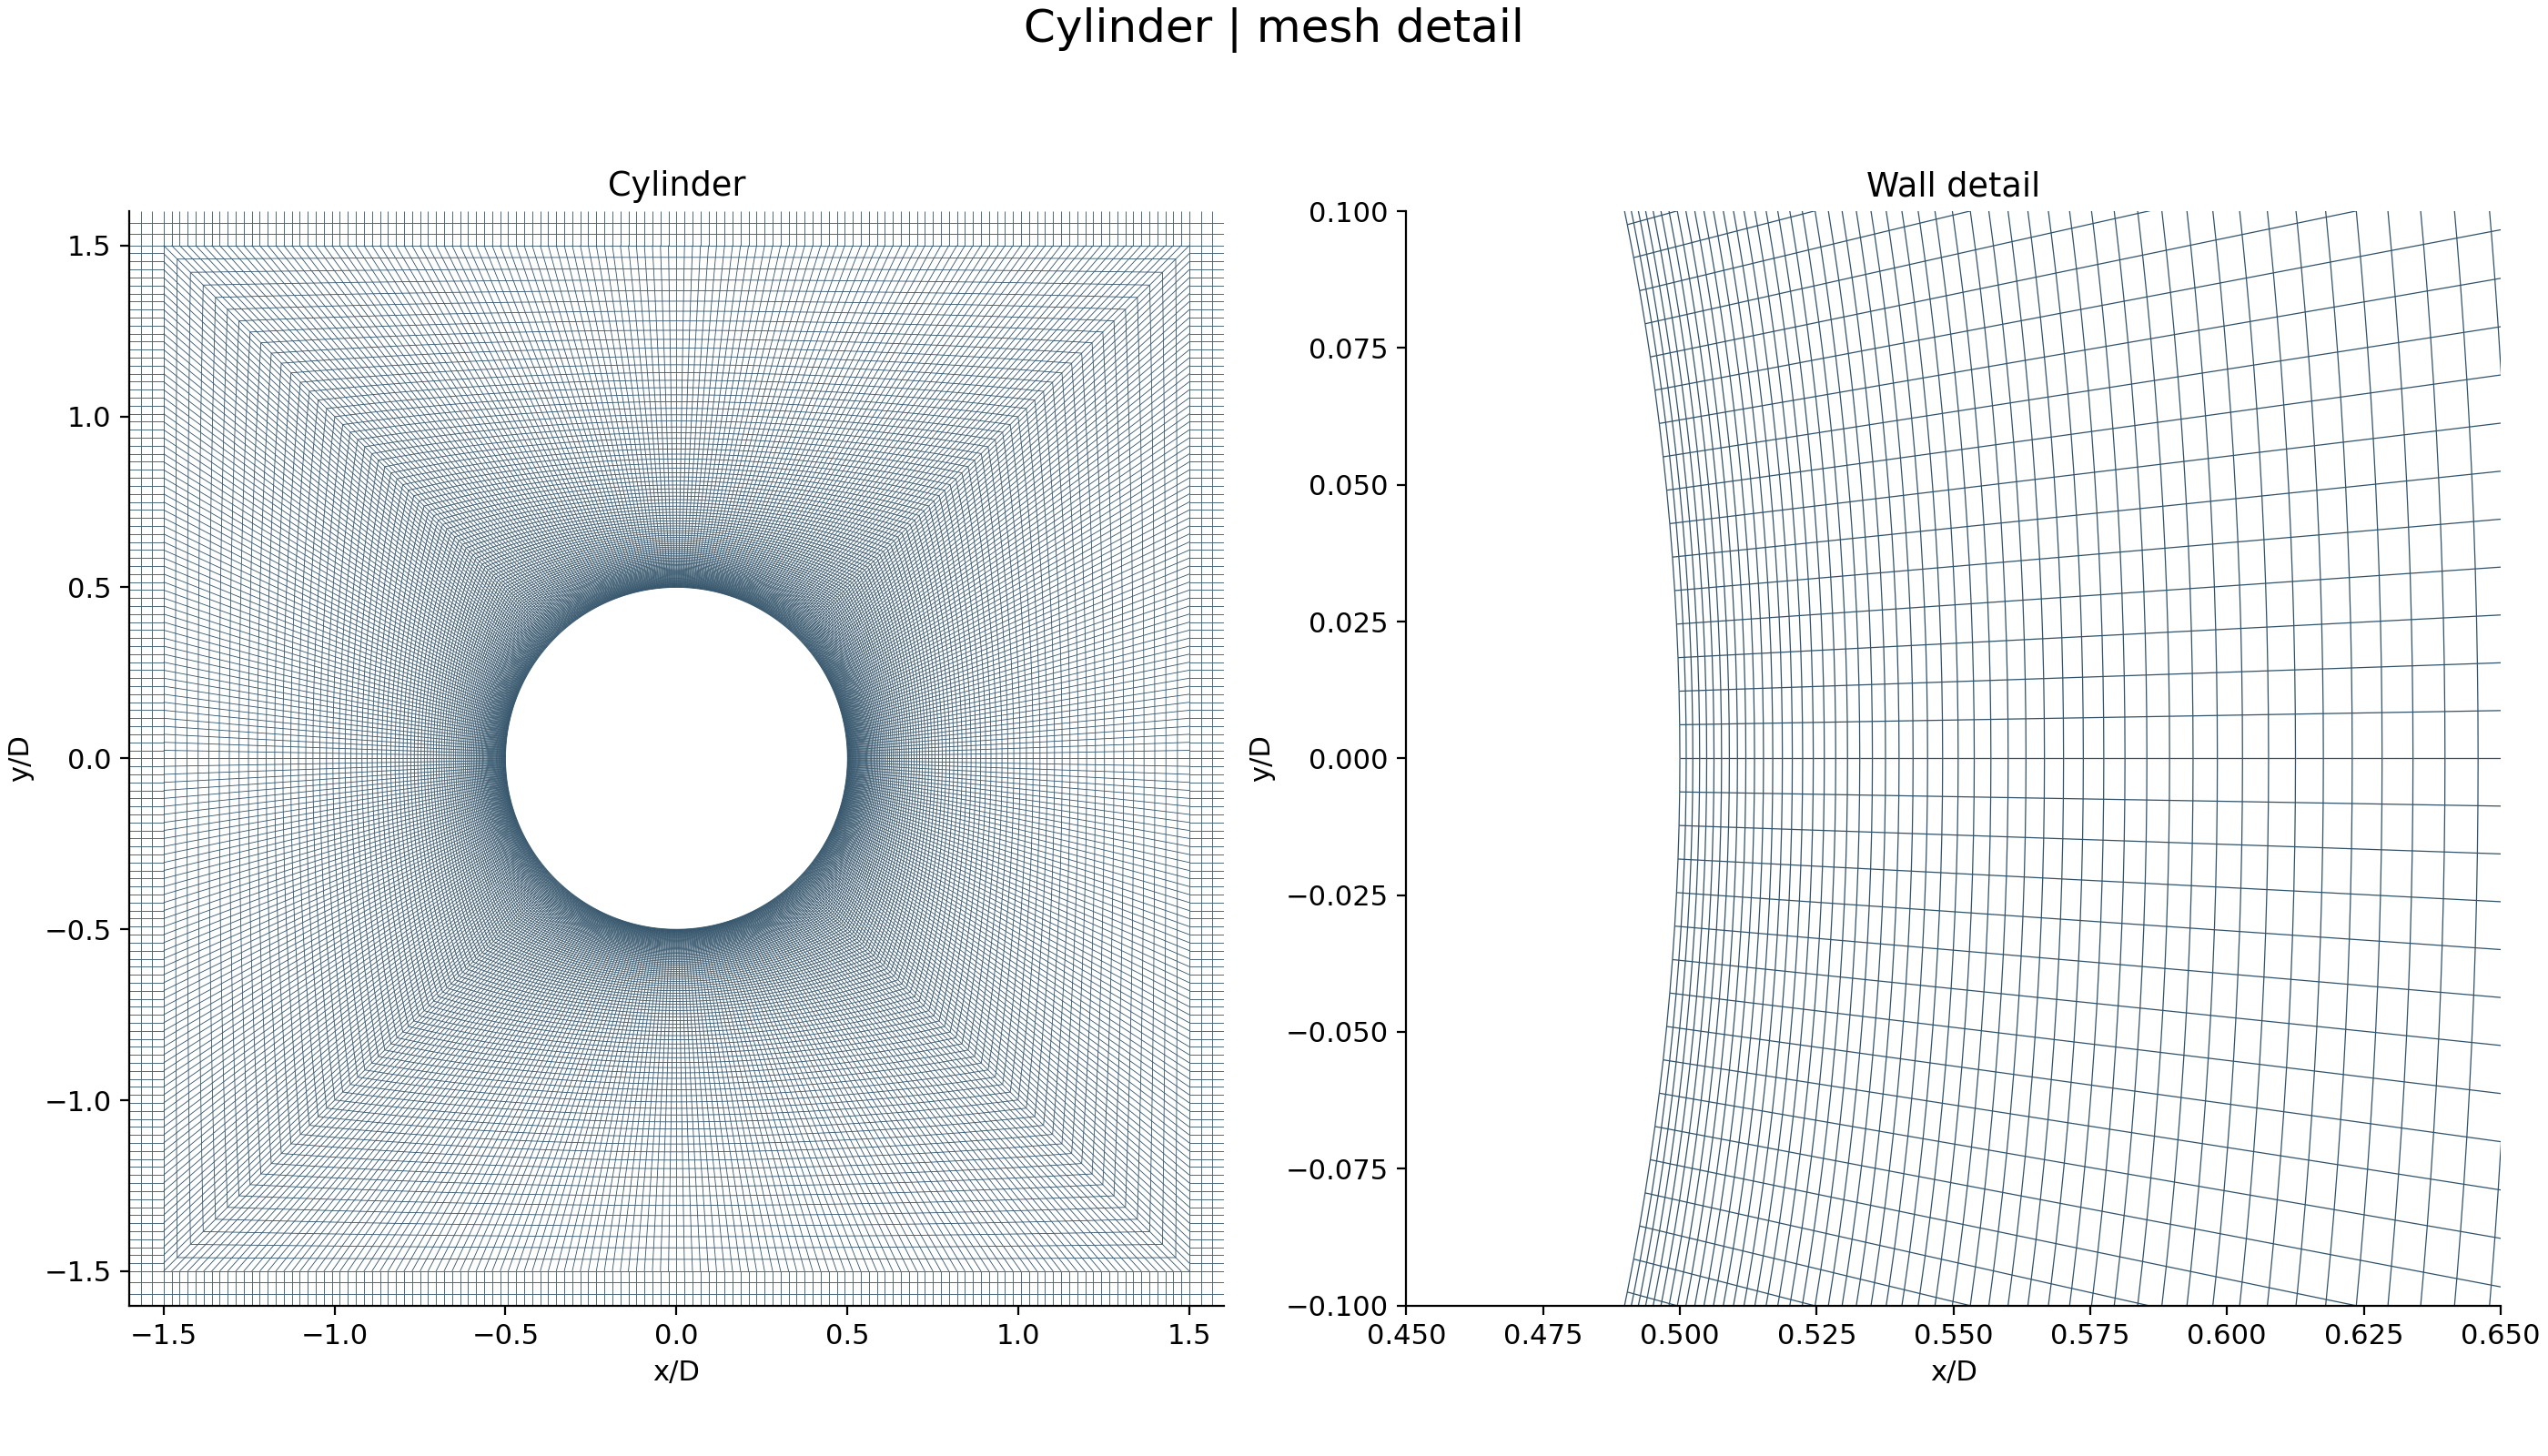 Cylinder | mesh detail
Cylinder
1.5
1.0
0.5
0.0
−0.5
−1.0
−1.5
y/D
−1.5 −1.0 −0.5 0.0 0.5 1.0 1.5
x/D
Wall detail
0.100
0.075
0.050
0.025
0.000
−0.025
−0.050
−0.075
−0.100
y/D
0.450 0.475 0.500 0.525 0.550 0.575 0.600 0.625 0.650
x/D